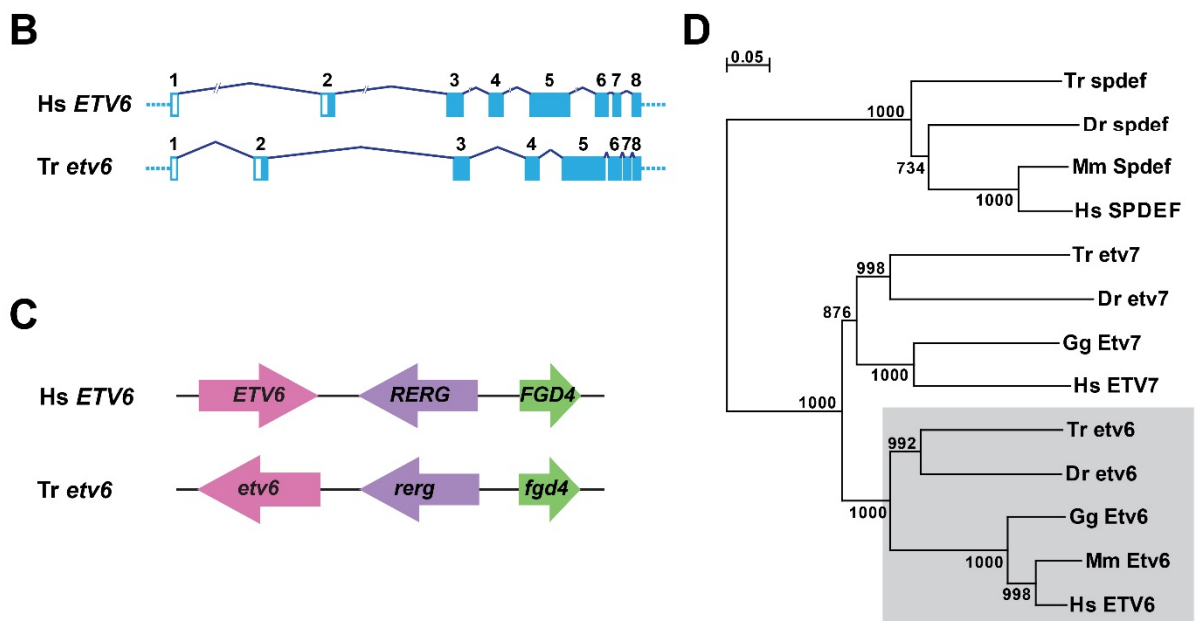 B
1 2 3 4 5 6 7 8
Hs ETV6
1 2 3 4 5 6 7 8
Tr etv6
C
Hs ETV6
ETV6 RERG FGD4
Tr etv6
etv6 rerg fgd4
D
0.05
Tr spdef
1000
Dr spdef
734
Mm Spdef
1000
Hs SPDEF
Tr etv7
998
Dr etv7
876
Gg Etv7
1000
Hs ETV7
1000
Tr etv6
992
Dr etv6
1000
Gg Etv6
1000
Mm Etv6
998
Hs ETV6